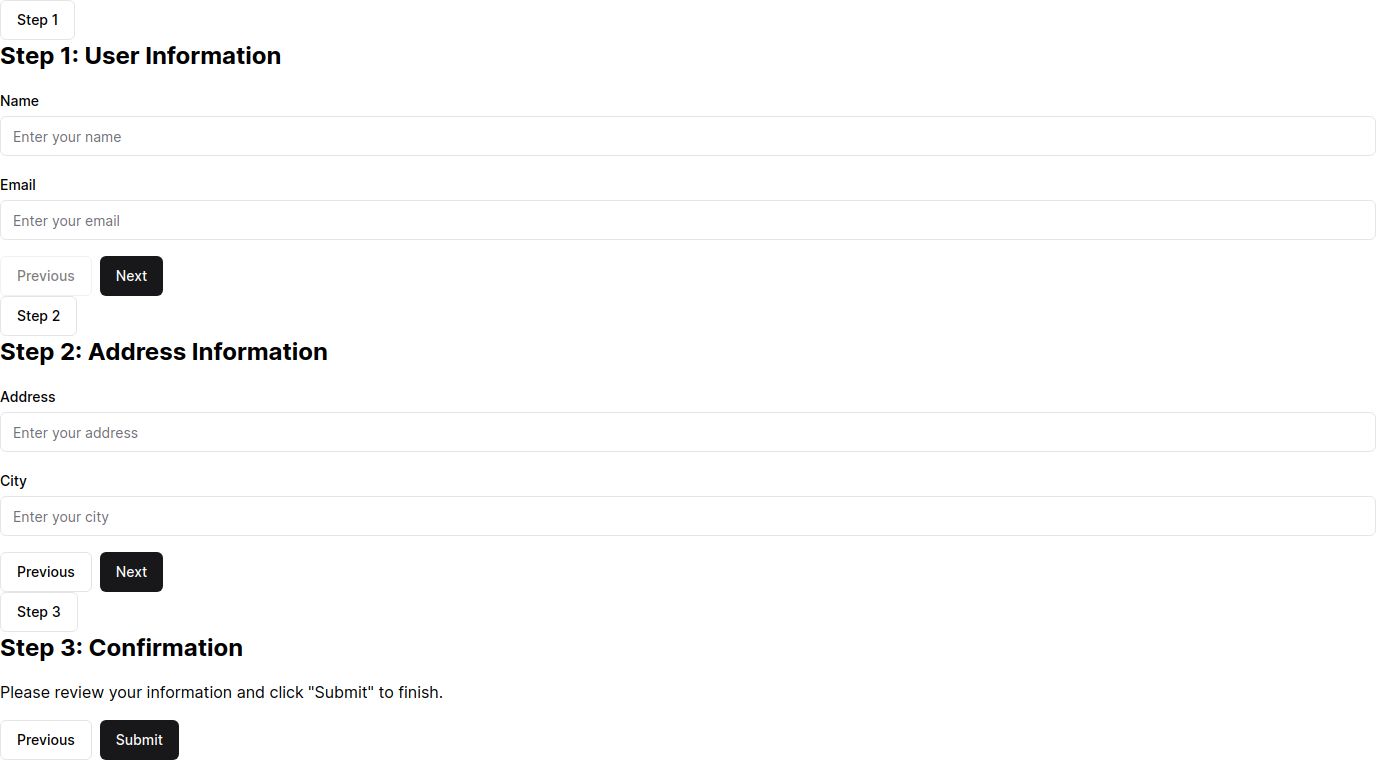 Step 1
Step 1: User Information
Name
Enter your name
Email
Enter your email
Previous Next
Step 2
Step 2: Address Information
Address
Enter your address
City
Enter your city
Previous Next
Step 3
Step 3: Confirmation
Please review your information and click "Submit" to finish.
Previous Submit